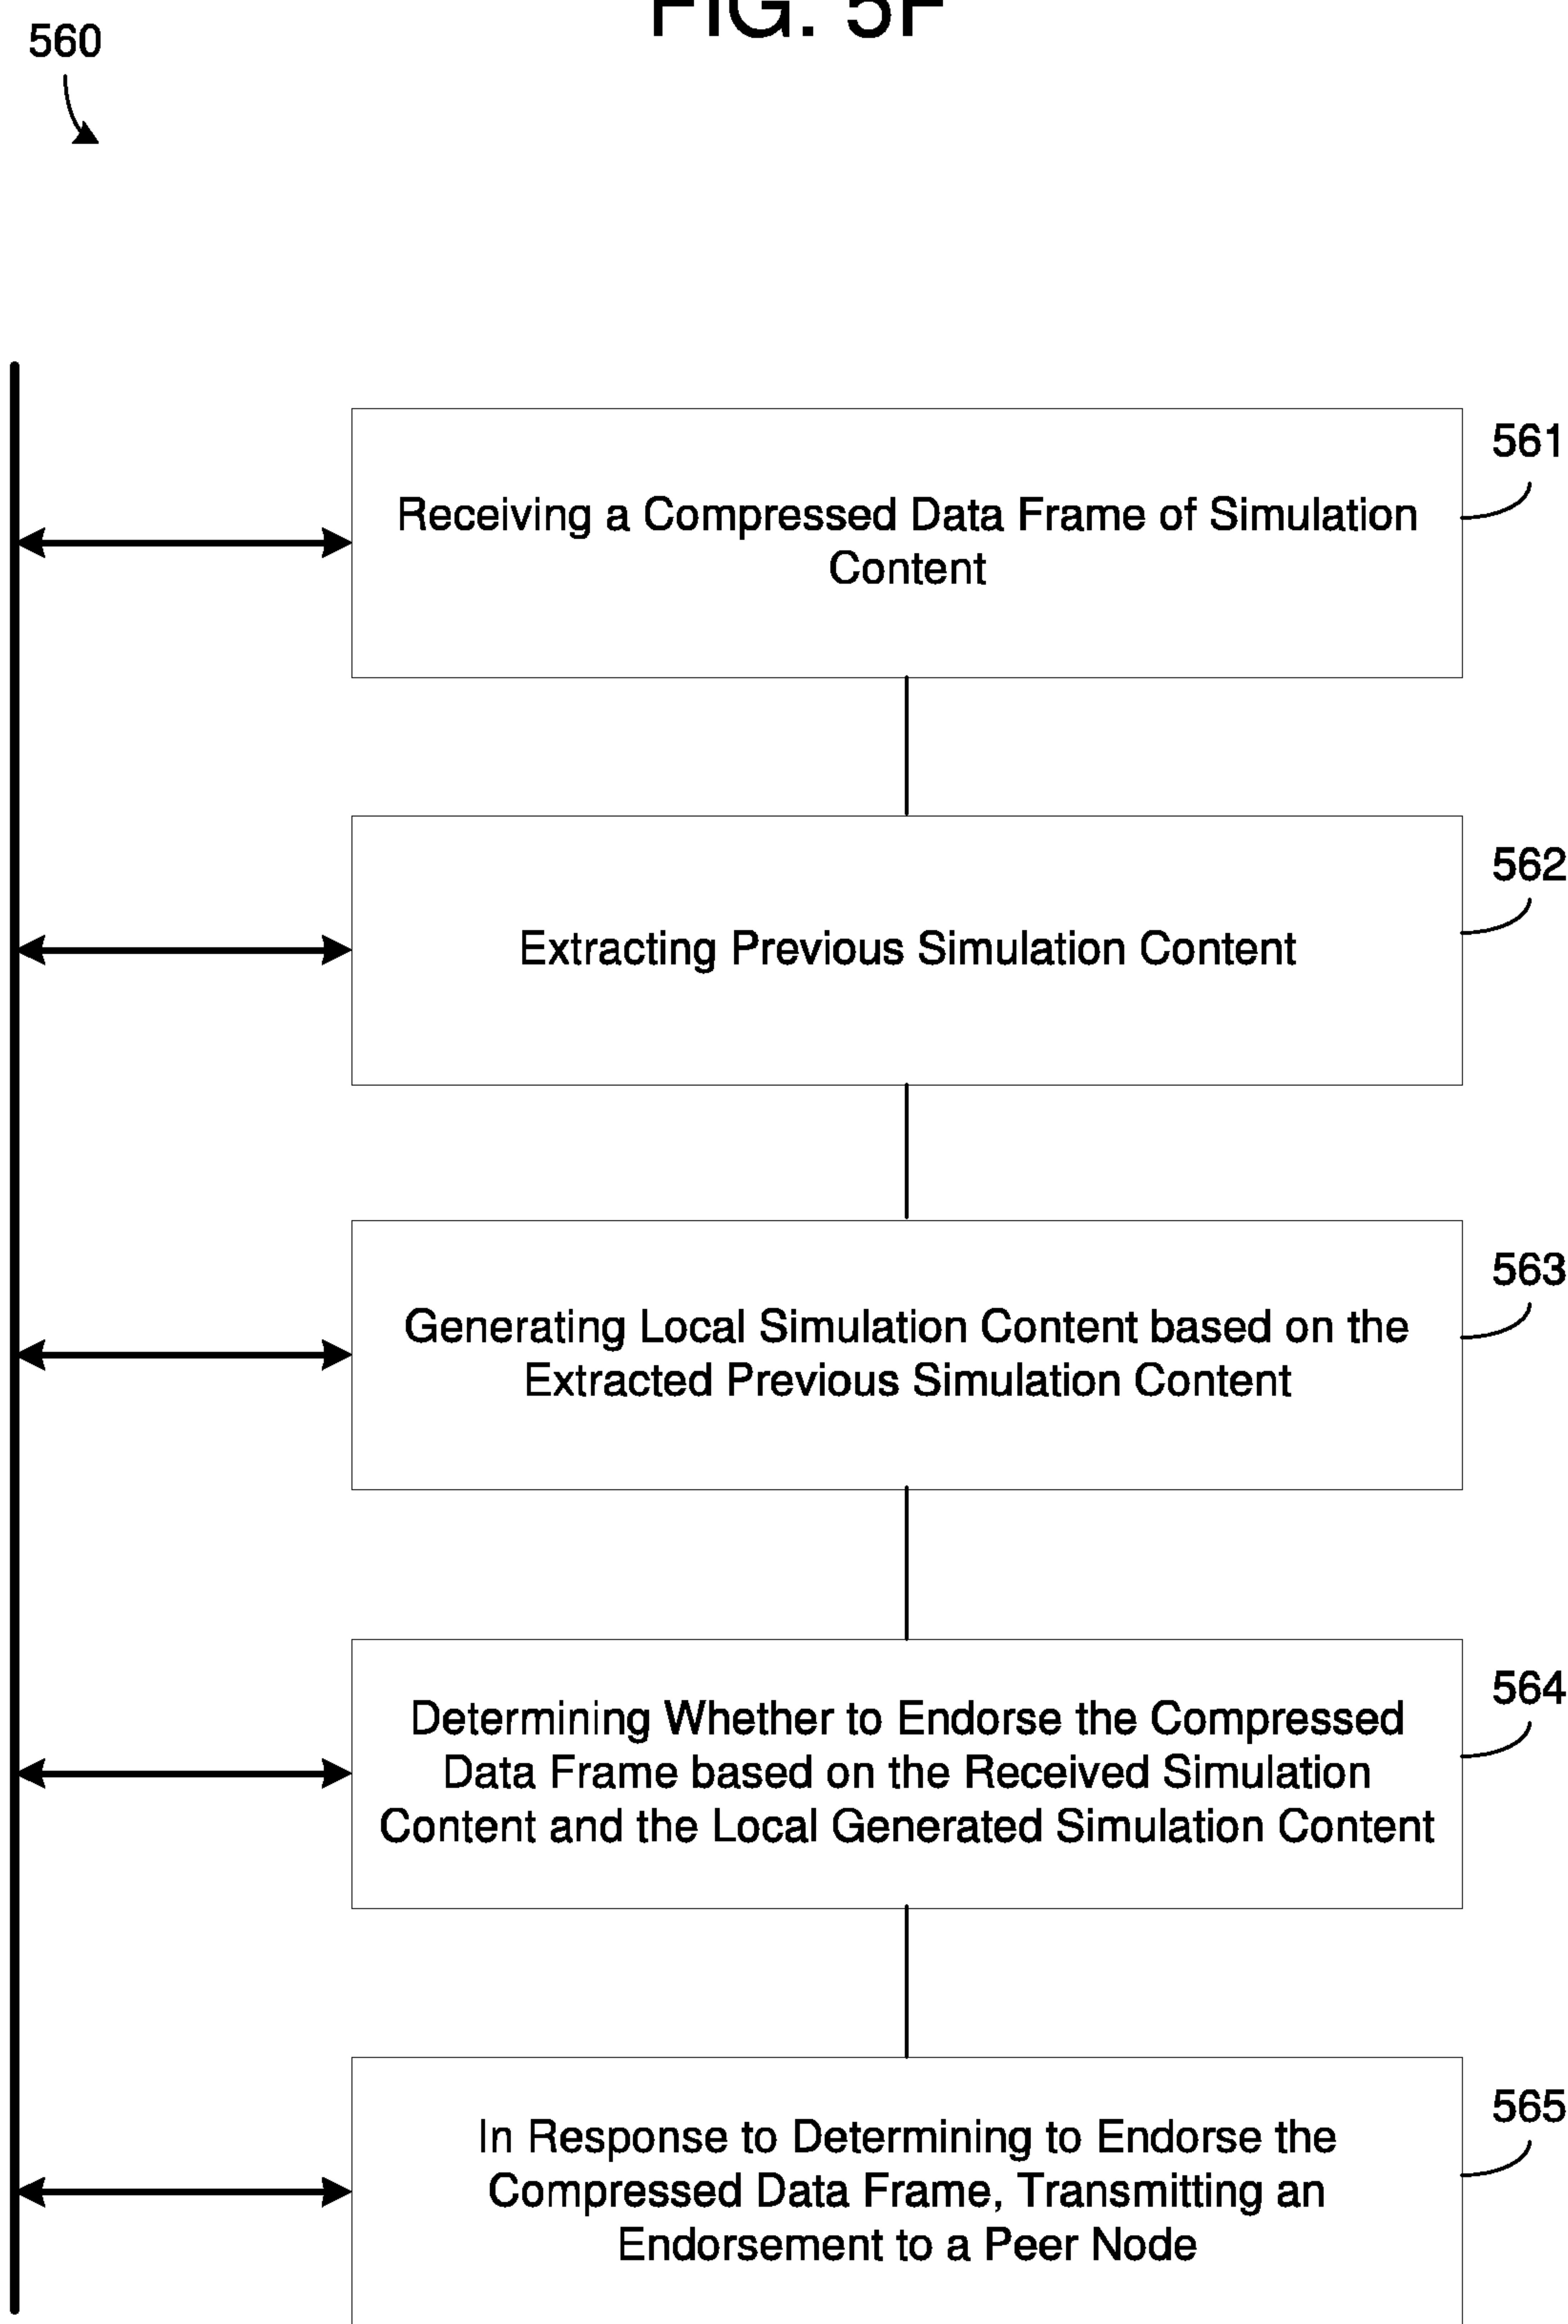 FIG. 5F
560
561
Receiving a Compressed Data Frame of Simulation
Content
562
Extracting Previous Simulation Content
563
Generating Local Simulation Content based on the
Extracted Previous Simulation Content
564
Determining Whether to Endorse the Compressed
Data Frame based on the Received Simulation
Content and the Local Generated Simulation Content
565
In Response to Determining to Endorse the
Compressed Data Frame, Transmitting an
Endorsement to a Peer Node